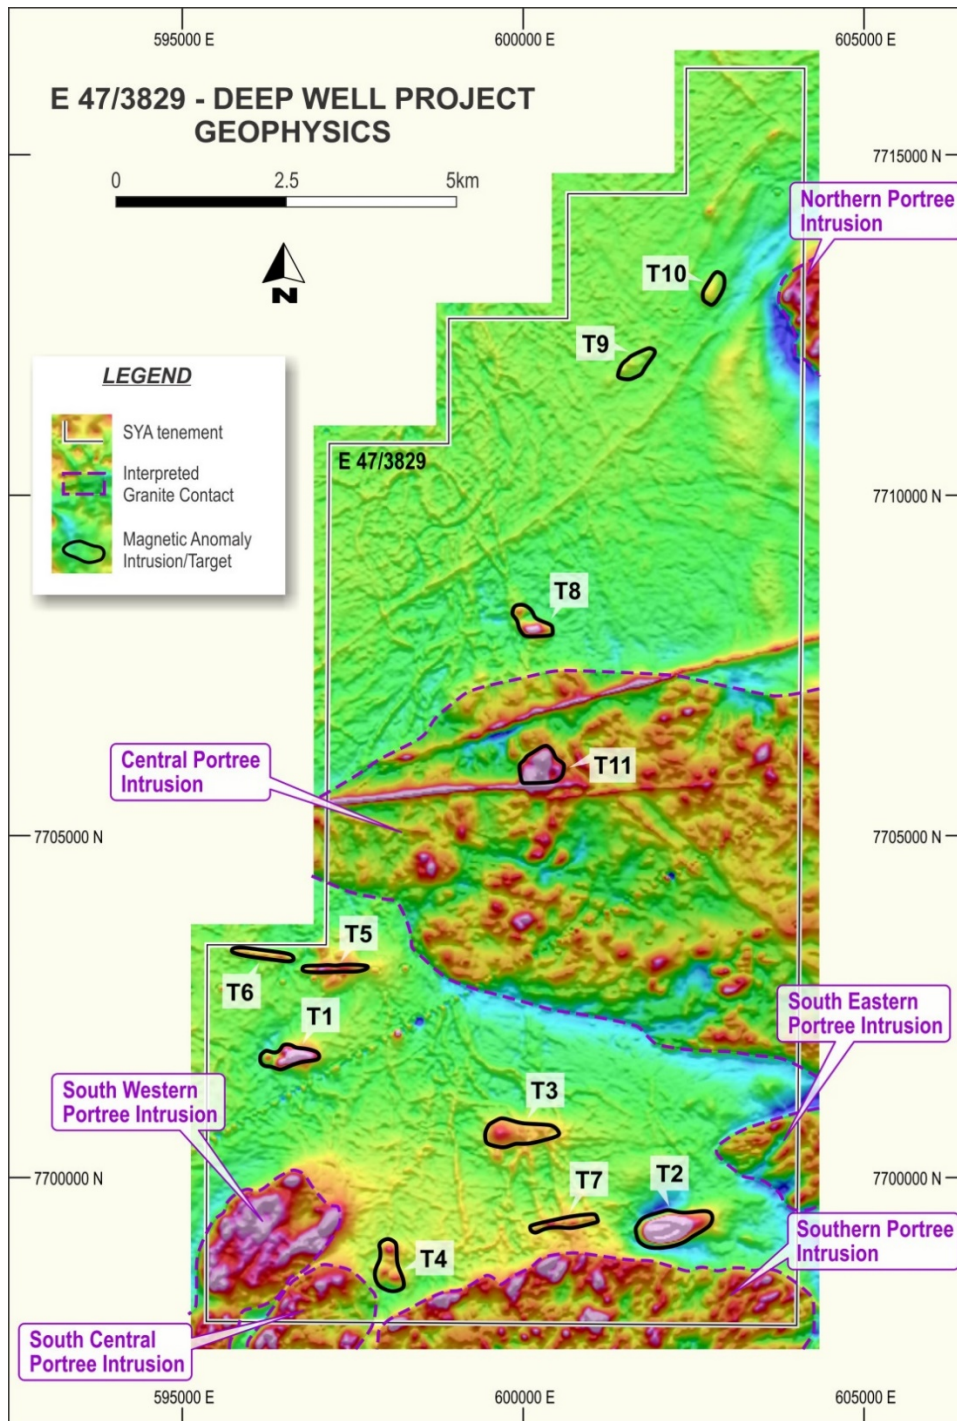 595000 E
600000 E
605000 E
E 47/3829 - DEEP WELL PROJECT
GEOPHYSICS
0
2.5
5km
N
7715000 N
7715000 N
Northern Portree
Intrusion
T10
T9
LEGEND
SYA tenement
Interpreted
Granite Contact
Magnetic Anomaly
Intrusion/Target
E 47/3829
7710000 N
7710000 N
T8
Central Portree
Intrusion
T11
7705000 N
7705000 N
T5
T6
T1
South Eastern
Portree Intrusion
South Western
Portree Intrusion
T3
7700000 N
7700000 N
T7
T2
T4
Southern Portree
Intrusion
South Central
Portree Intrusion
595000 E
600000 E
605000 E